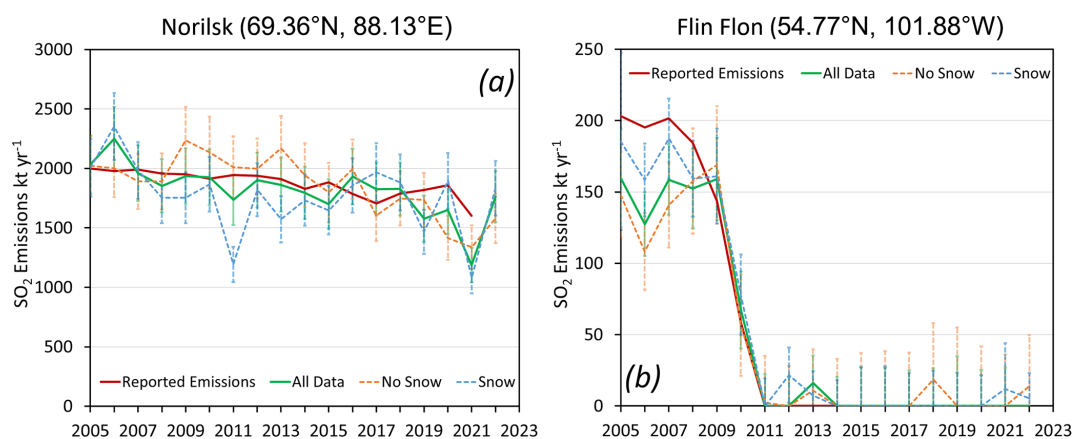 Norilsk (69.36°N, 88.13°E)
SO2 Emissions kt yr⁻¹
3000
2500
2000
1500
1000
500
0
(a)
Reported Emissions All Data No Snow Snow
2005 2007 2009 2011 2013 2015 2017 2019 2021 2023
Flin Flon (54.77°N, 101.88°W)
SO2 Emissions kt yr⁻¹
250
200
150
100
50
0
Reported Emissions All Data No Snow Snow
(b)
2005 2007 2009 2011 2013 2015 2017 2019 2021 2023